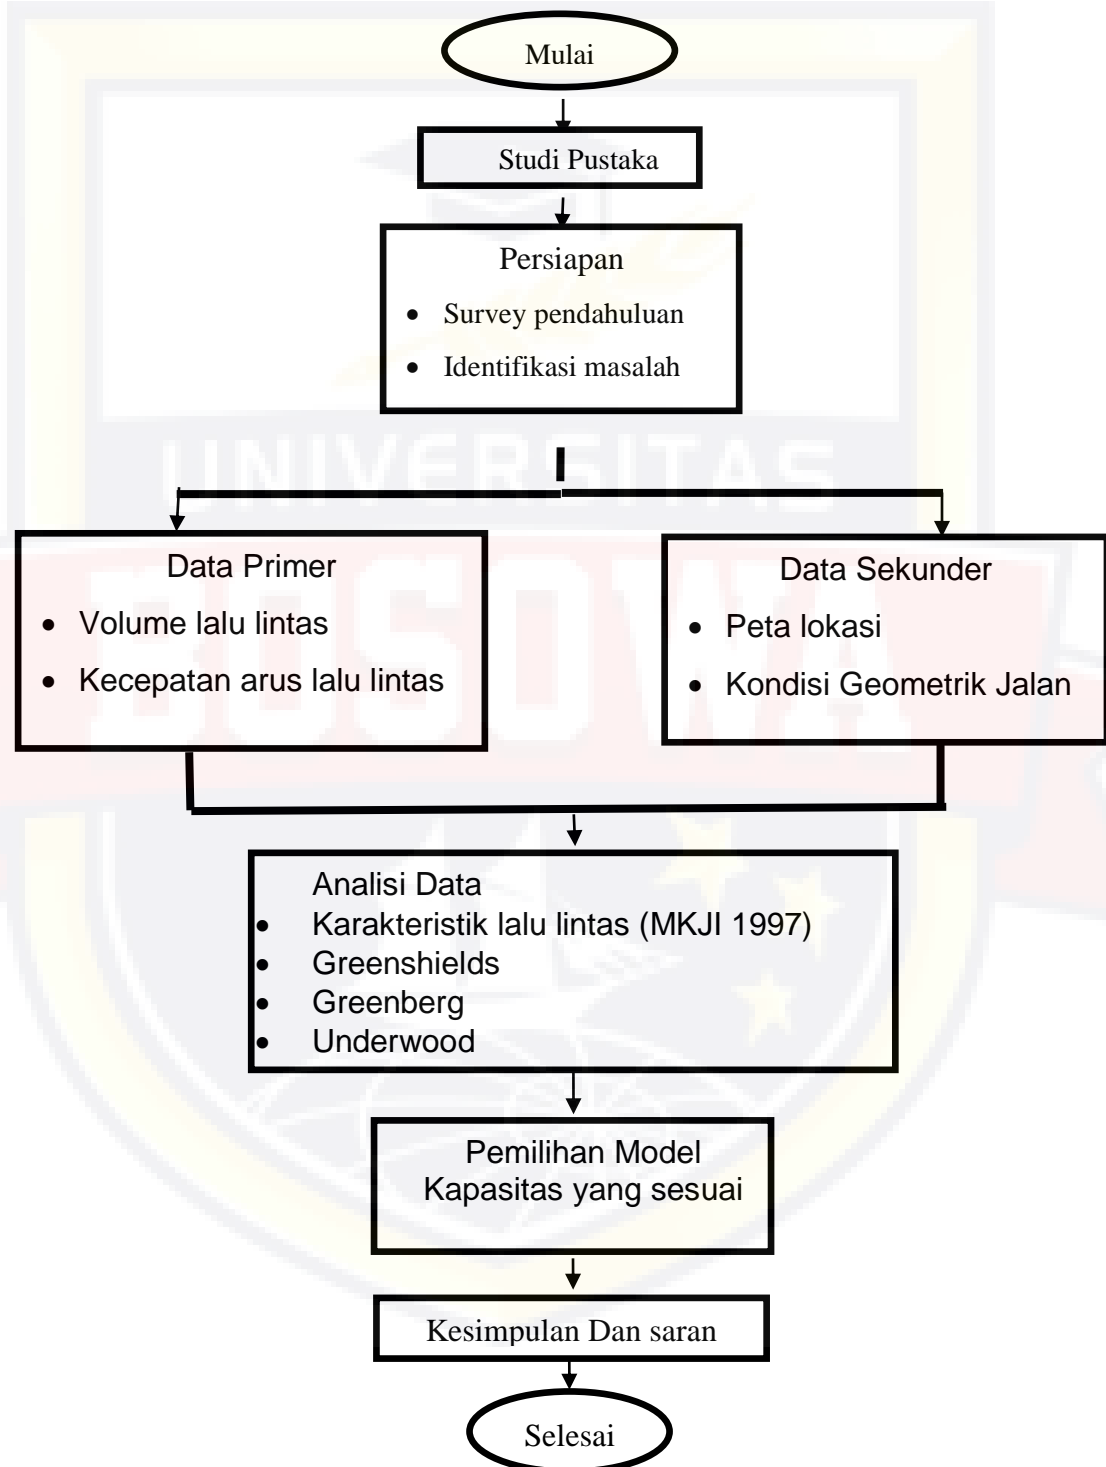 Mulai
Studi Pustaka
Persiapan
• Survey pendahuluan
• Identifikasi masalah
UNIVERSITAS
BOSOWA
Data Primer
• Volume lalu lintas
• Kecepatan arus lalu lintas
Data Sekunder
• Peta lokasi
• Kondisi Geometrik Jalan
Analisi Data
• Karakteristik lalu lintas (MKJI 1997)
• Greenshields
• Greenberg
• Underwood
Pemilihan Model
Kapasitas yang sesuai
Kesimpulan Dan saran
Selesai